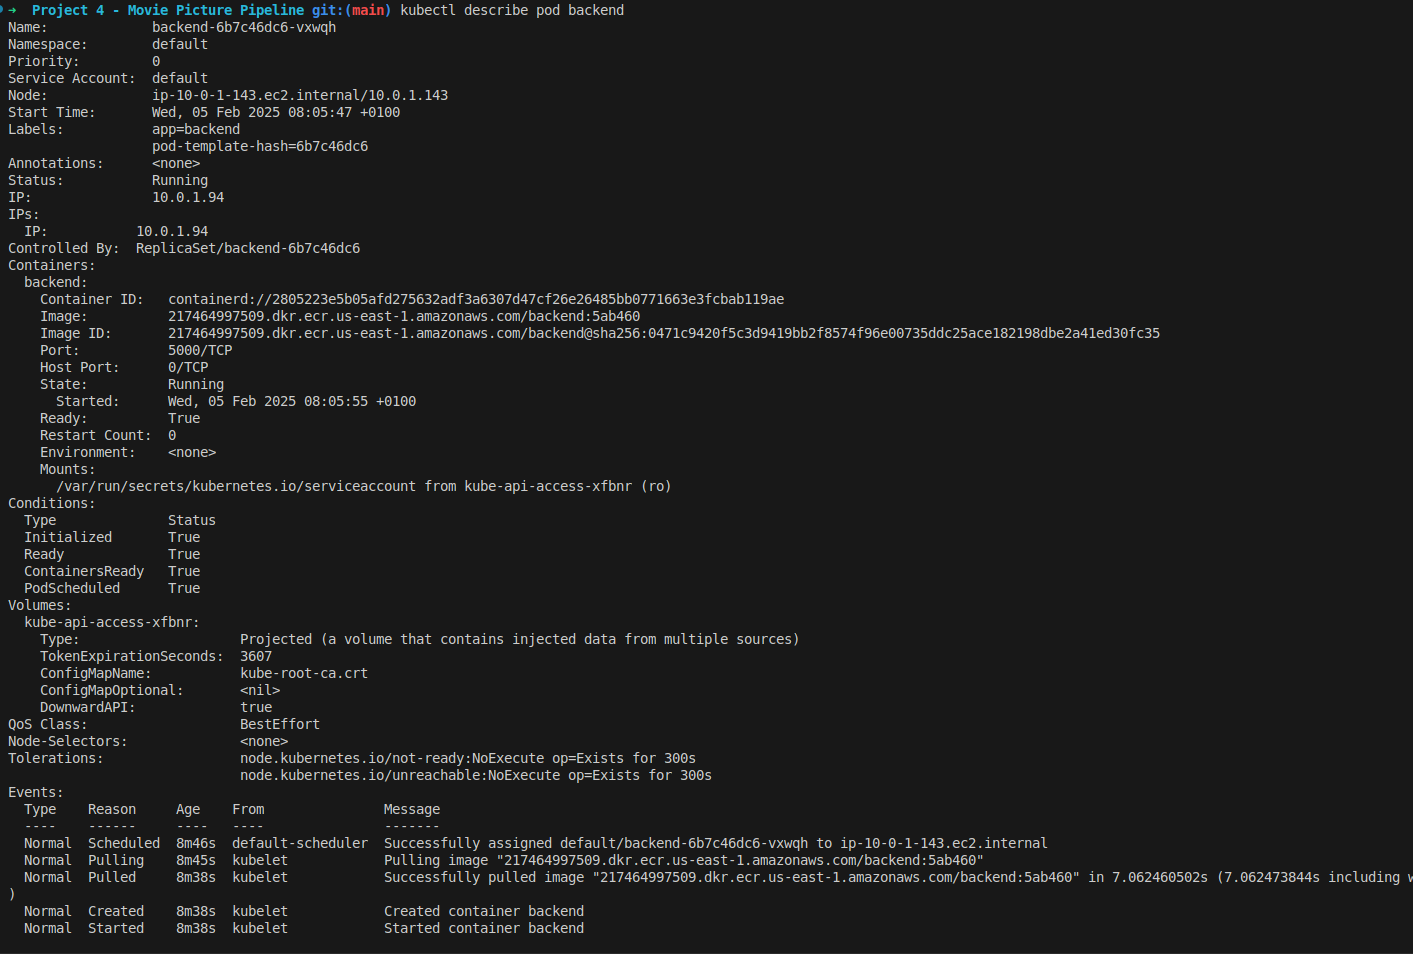 ➜  Project 4 - Movie Picture Pipeline git:(main) kubectl describe pod backend
Name:             backend-6b7c46dc6-vxwqh
Namespace:        default
Priority:         0
Service Account:  default
Node:             ip-10-0-1-143.ec2.internal/10.0.1.143
Start Time:       Wed, 05 Feb 2025 08:05:47 +0100
Labels:           app=backend
                  pod-template-hash=6b7c46dc6
Annotations:      <none>
Status:           Running
IP:               10.0.1.94
IPs:
  IP:           10.0.1.94
Controlled By:  ReplicaSet/backend-6b7c46dc6
Containers:
  backend:
    Container ID:   containerd://2805223e5b05afd275632adf3a6307d47cf26e26485bb0771663e3fcbab119ae
    Image:          217464997509.dkr.ecr.us-east-1.amazonaws.com/backend:5ab460
    Image ID:       217464997509.dkr.ecr.us-east-1.amazonaws.com/backend@sha256:0471c9420f5c3d9419bb2f8574f96e00735ddc25ace182198dbe2a41ed30fc35
    Port:           5000/TCP
    Host Port:      0/TCP
    State:          Running
      Started:      Wed, 05 Feb 2025 08:05:55 +0100
    Ready:          True
    Restart Count:  0
    Environment:    <none>
    Mounts:
      /var/run/secrets/kubernetes.io/serviceaccount from kube-api-access-xfbnr (ro)
Conditions:
  Type              Status
  Initialized       True
  Ready             True
  ContainersReady   True
  PodScheduled      True
Volumes:
  kube-api-access-xfbnr:
    Type:                    Projected (a volume that contains injected data from multiple sources)
    TokenExpirationSeconds:  3607
    ConfigMapName:           kube-root-ca.crt
    ConfigMapOptional:       <nil>
    DownwardAPI:             true
QoS Class:                   BestEffort
Node-Selectors:              <none>
Tolerations:                 node.kubernetes.io/not-ready:NoExecute op=Exists for 300s
                             node.kubernetes.io/unreachable:NoExecute op=Exists for 300s
Events:
  Type    Reason     Age    From               Message
  ----    ------     ----   ----               -------
  Normal  Scheduled  8m46s  default-scheduler  Successfully assigned default/backend-6b7c46dc6-vxwqh to ip-10-0-1-143.ec2.internal
  Normal  Pulling    8m45s  kubelet            Pulling image "217464997509.dkr.ecr.us-east-1.amazonaws.com/backend:5ab460"
  Normal  Pulled     8m38s  kubelet            Successfully pulled image "217464997509.dkr.ecr.us-east-1.amazonaws.com/backend:5ab460" in 7.062460502s (7.062473844s including
)
  Normal  Created    8m38s  kubelet            Created container backend
  Normal  Started    8m38s  kubelet            Started container backend